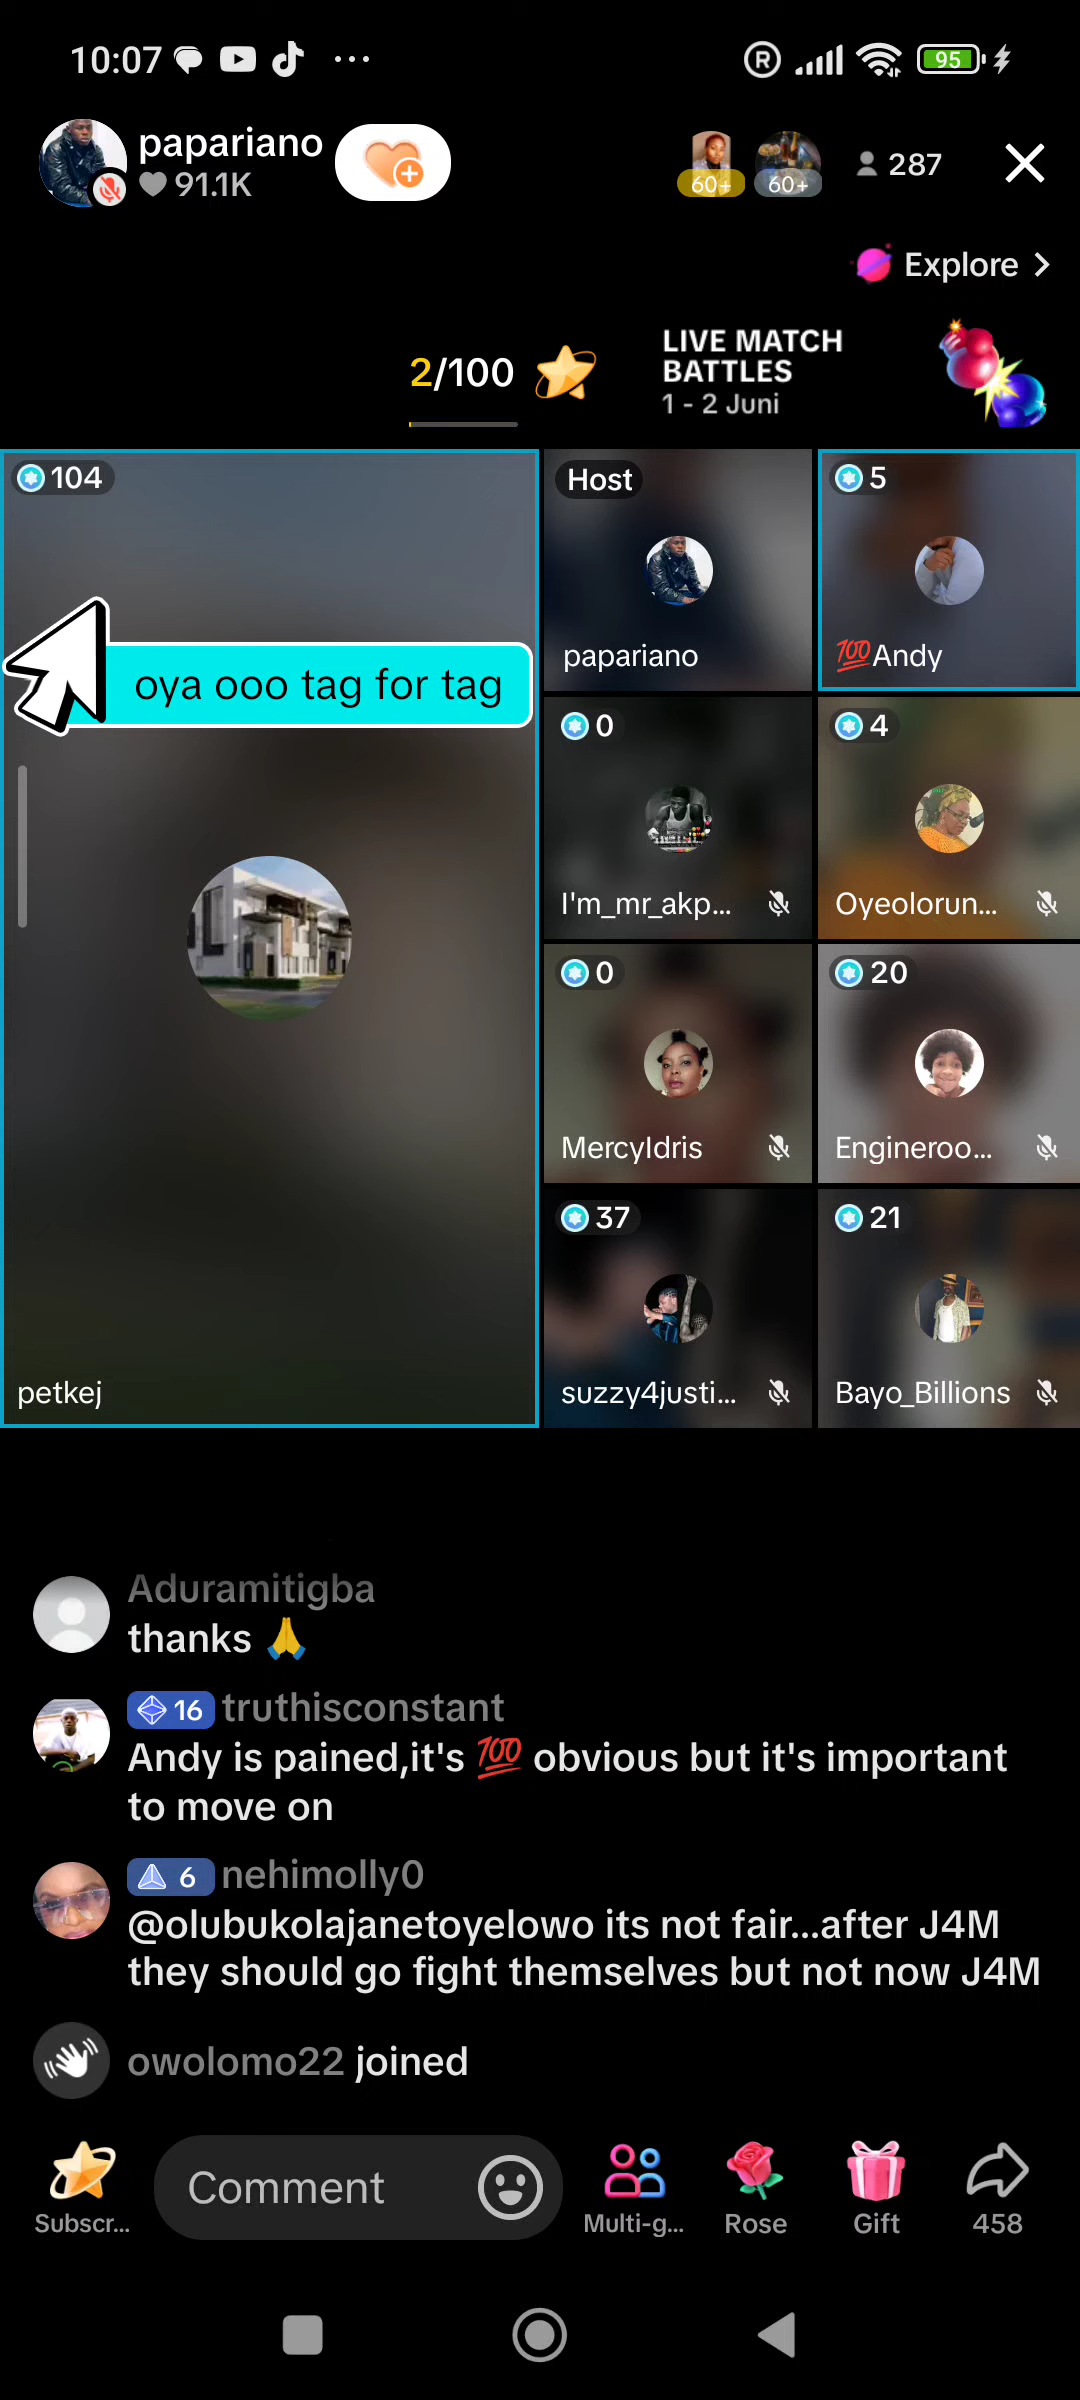 10:07
95
papariano
91.1K
60+
60+
287
Explore
2/100
LIVE MATCH
BATTLES
1 - 2 Juni
104
Host
5
oya ooo tag for tag
papariano
💯Andy
0
4
I'm_mr_akp...
Oyeolorun...
0
20
MercyIdris
Engineroo...
37
21
petkej
suzzy4justi...
Bayo_Billions
Aduramitigba
thanks 🙏
16 truthisconstant
Andy is pained,it's 💯 obvious but it's important
to move on
6 nehimolly0
@olubukolajanetoyelowo its not fair...after J4M
they should go fight themselves but not now J4M
owolomo22 joined
Comment
Subscr...
Multi-g...
Rose
Gift
458